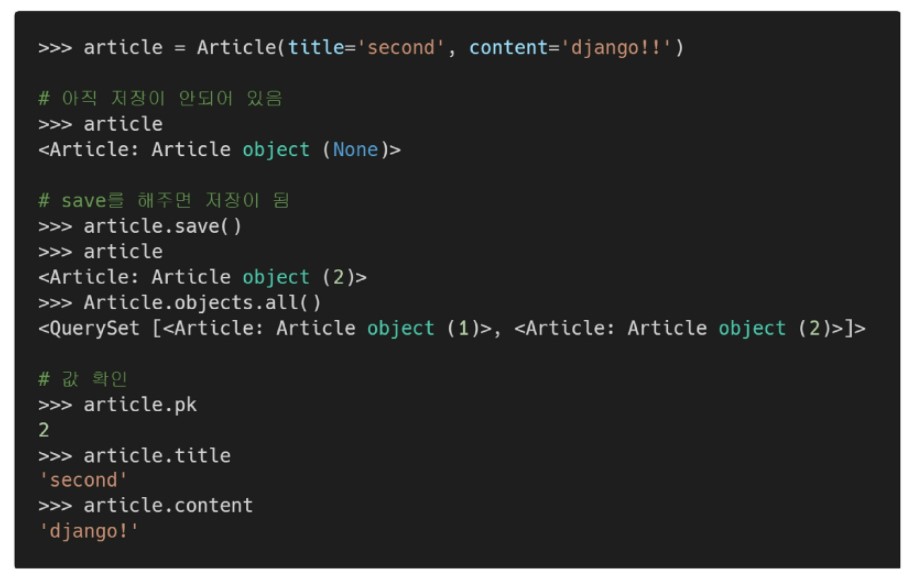 >>> article = Article(title='second', content='django!!')
# 아직 저장이 안되어 있음
>>> article
<Article: Article object (None)>
# save를 해주면 저장이 됨
>>> article.save()
>>> article
<Article: Article object (2)>
>>> Article.objects.all()
<QuerySet [<Article: Article object (1)>, <Article: Article object (2)>]>
# 값 확인
>>> article.pk
2
>>> article.title
'second'
>>> article.content
'django!'